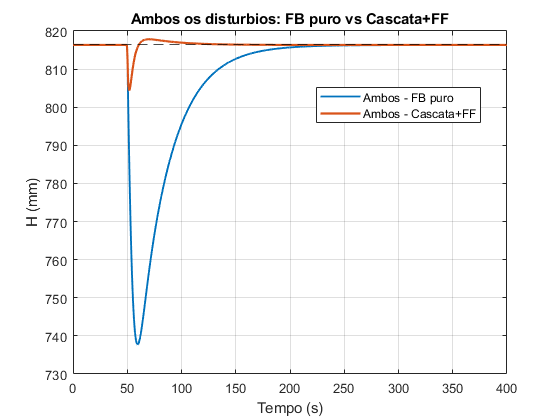 Ambos os disturbios: FB puro vs Cascata+FF
820
810
800
790
780
770
760
750
740
730
H (mm)
Ambos - FB puro
Ambos - Cascata+FF
0 50 100 150 200 250 300 350 400
Tempo (s)